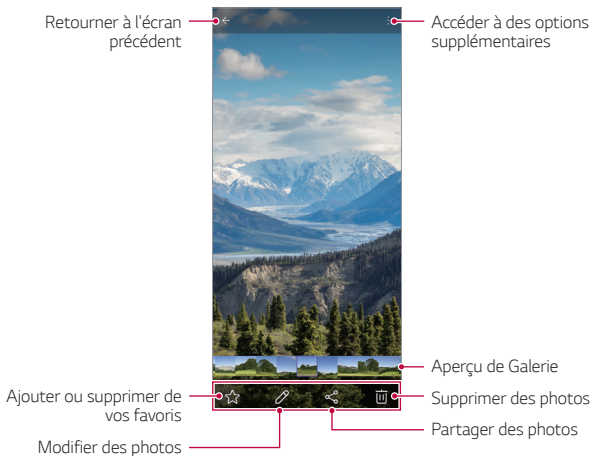 Retourner à l'écran
précédent
Accéder à des options
supplémentaires
Aperçu de Galerie
Ajouter ou supprimer de
vos favoris
Supprimer des photos
Partager des photos
Modifier des photos